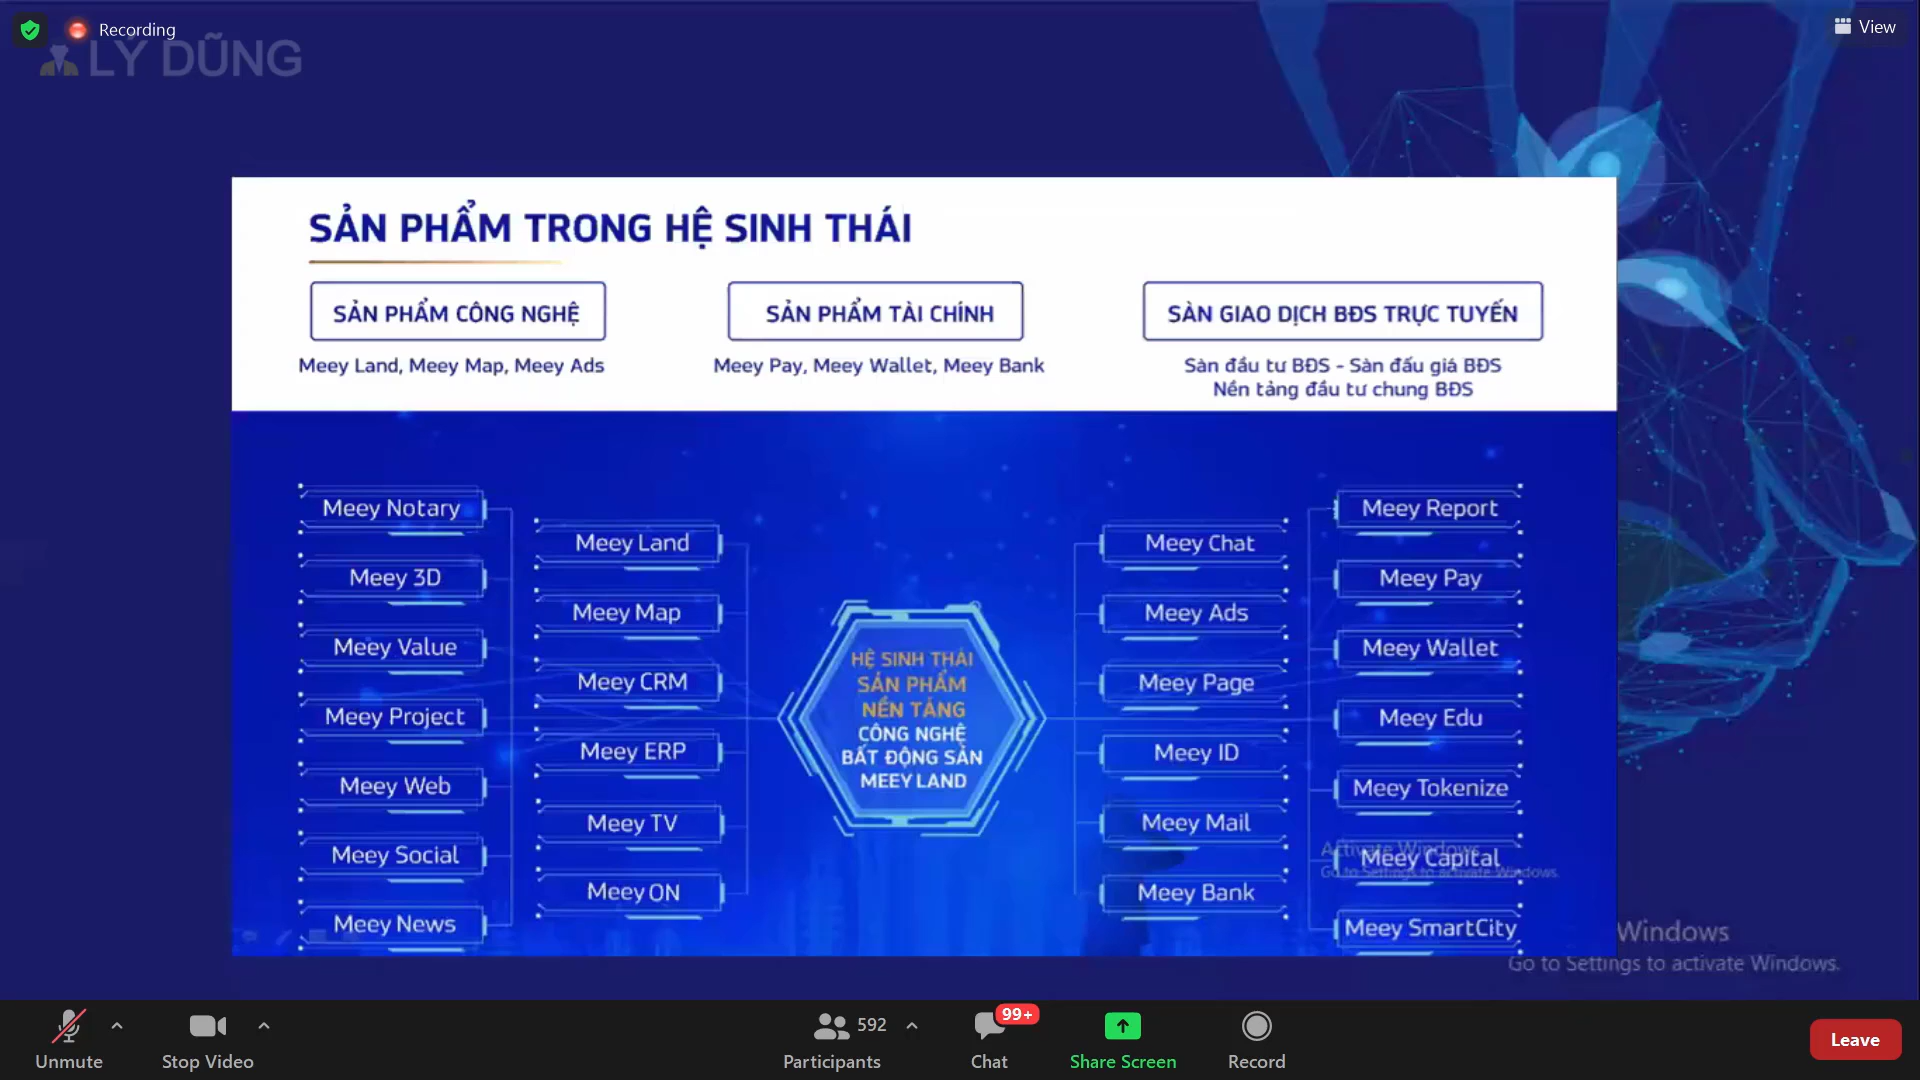 Recording
View
LÝ DŨNG
SẢN PHẨM TRONG HỆ SINH THÁI
SẢN PHẨM CÔNG NGHỆ
Meey Land, Meey Map, Meey Ads
SẢN PHẨM TÀI CHÍNH
Meey Pay, Meey Wallet, Meey Bank
SÀN GIAO DỊCH BĐS TRỰC TUYẾN
Sàn đầu tư BĐS - Sàn đấu giá BĐS
Nền tảng đầu tư chung BĐS
Meey Notary
Meey 3D
Meey Value
Meey Project
Meey Web
Meey Social
Meey News
Meey Land
Meey Map
Meey CRM
Meey ERP
Meey TV
Meey ON
HỆ SINH THÁI
SẢN PHẨM
NỀN TẢNG
CÔNG NGHỆ
BẤT ĐỘNG SẢN
MEEY LAND
Meey Chat
Meey Ads
Meey Page
Meey ID
Meey Mail
Meey Bank
Meey Report
Meey Pay
Meey Wallet
Meey Edu
Meey Tokenize
Meey Capital
Meey SmartCity
Activate Windows
Go to Settings to activate Windows.
Windows
Go to Settings to activate Windows.
Unmute
Stop Video
592
Participants
99+
Chat
Share Screen
Record
Leave